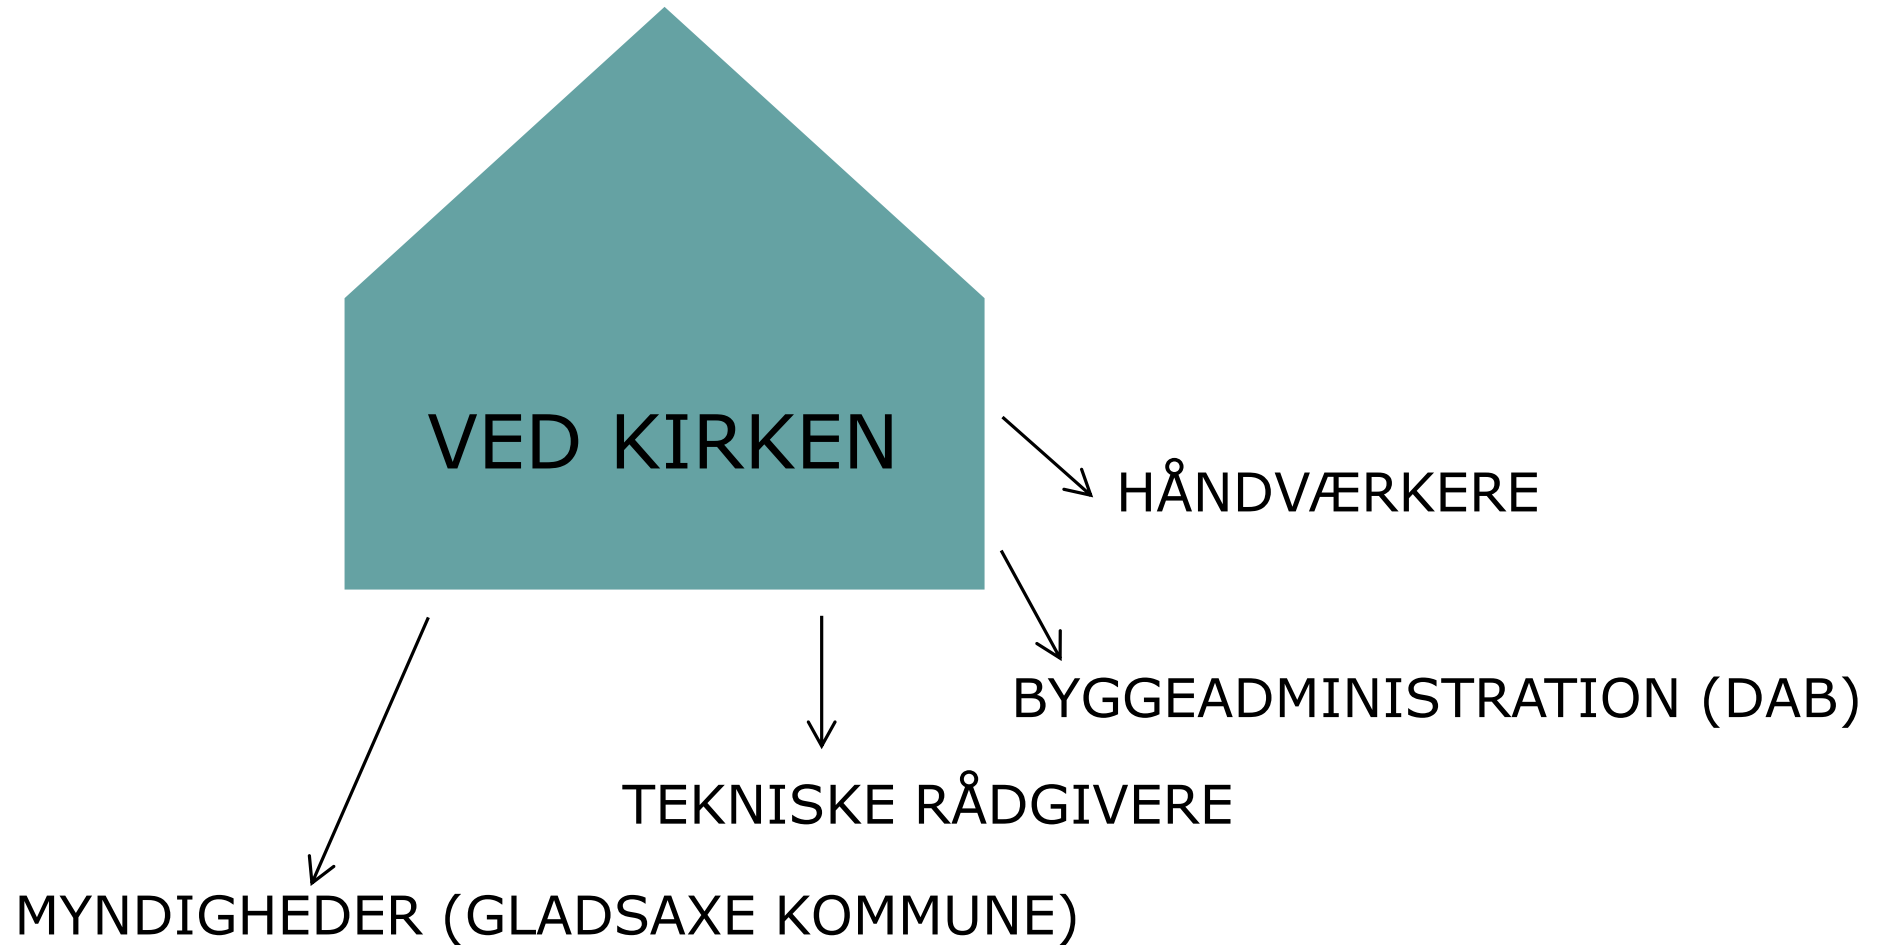 VED KIRKEN
HÅNDVÆRKERE
BYGGEADMINISTRATION (DAB)
TEKNISKE RÅDGIVERE
MYNDIGHEDER (GLADSAXE KOMMUNE)